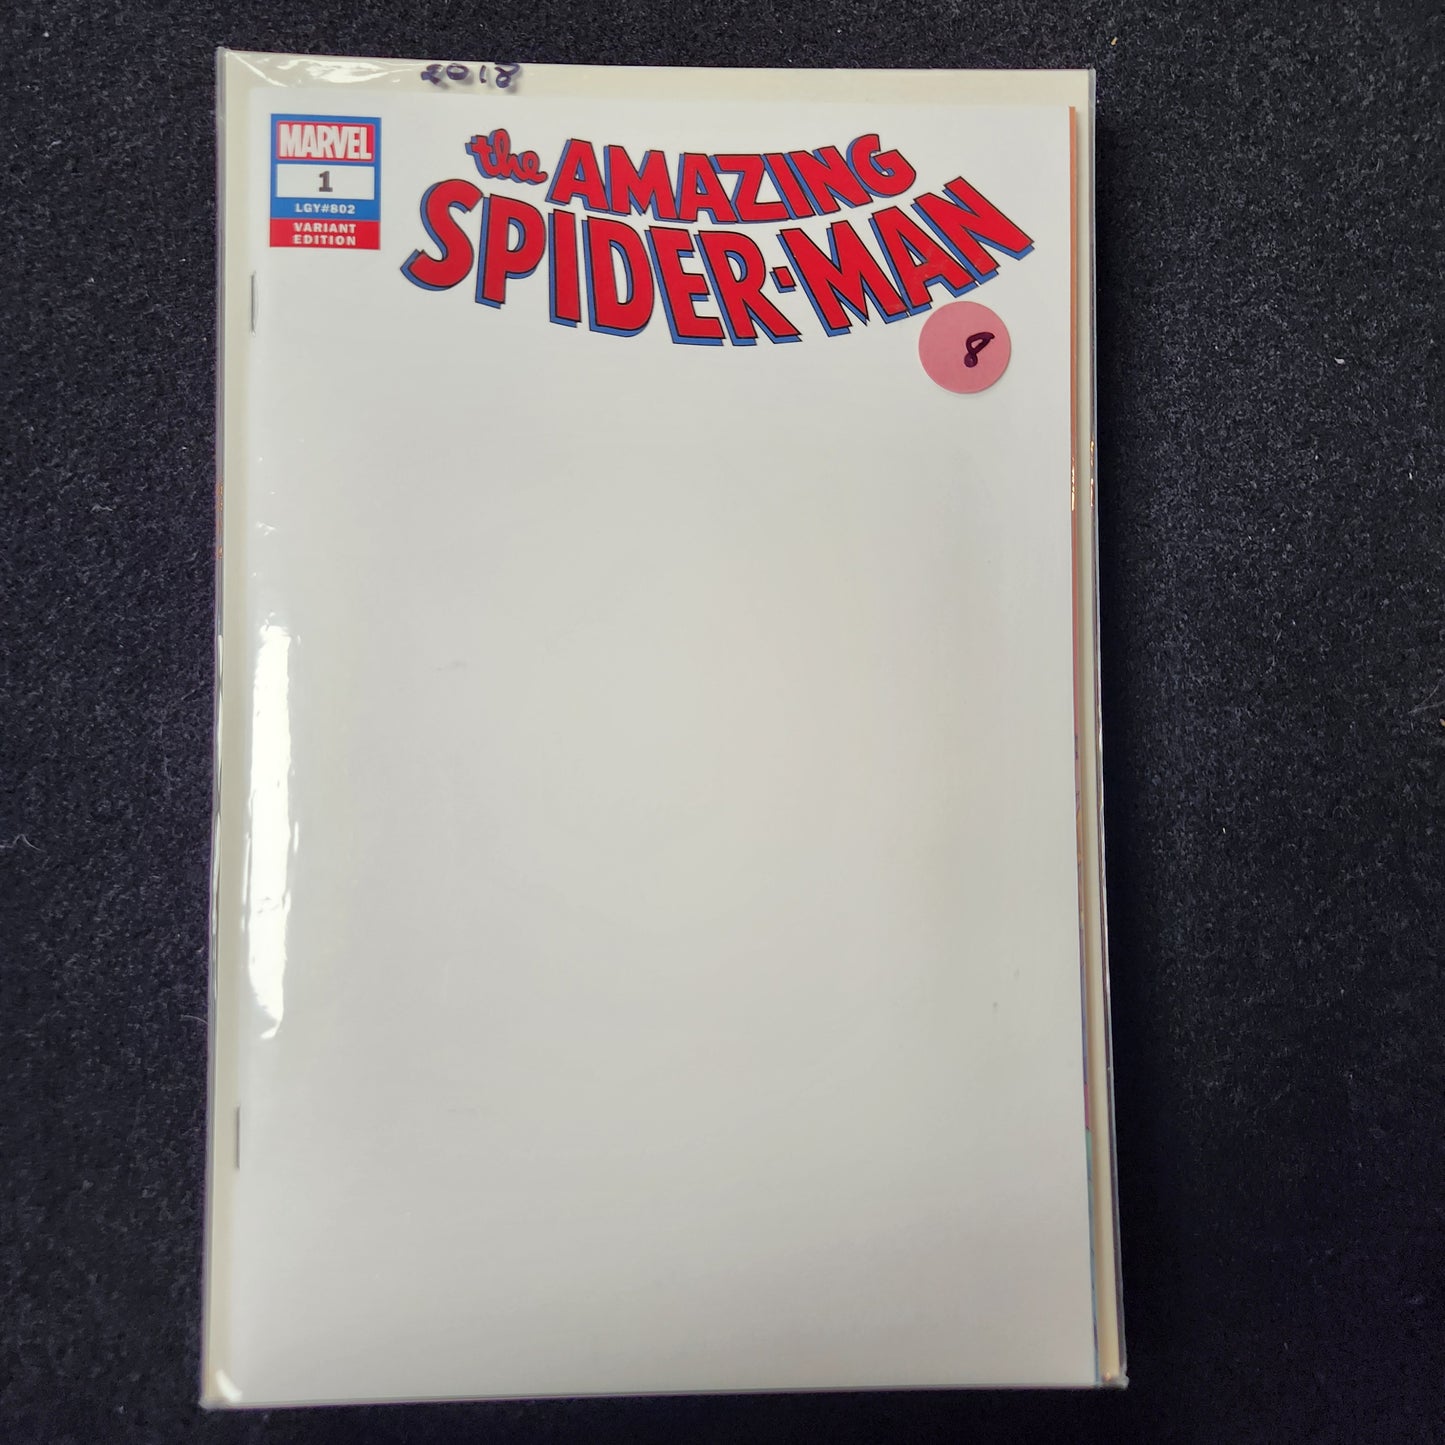 2018
MARVEL
1
LGY#802
VARIANT
EDITION
the AMAZING
SPIDER-MAN
8